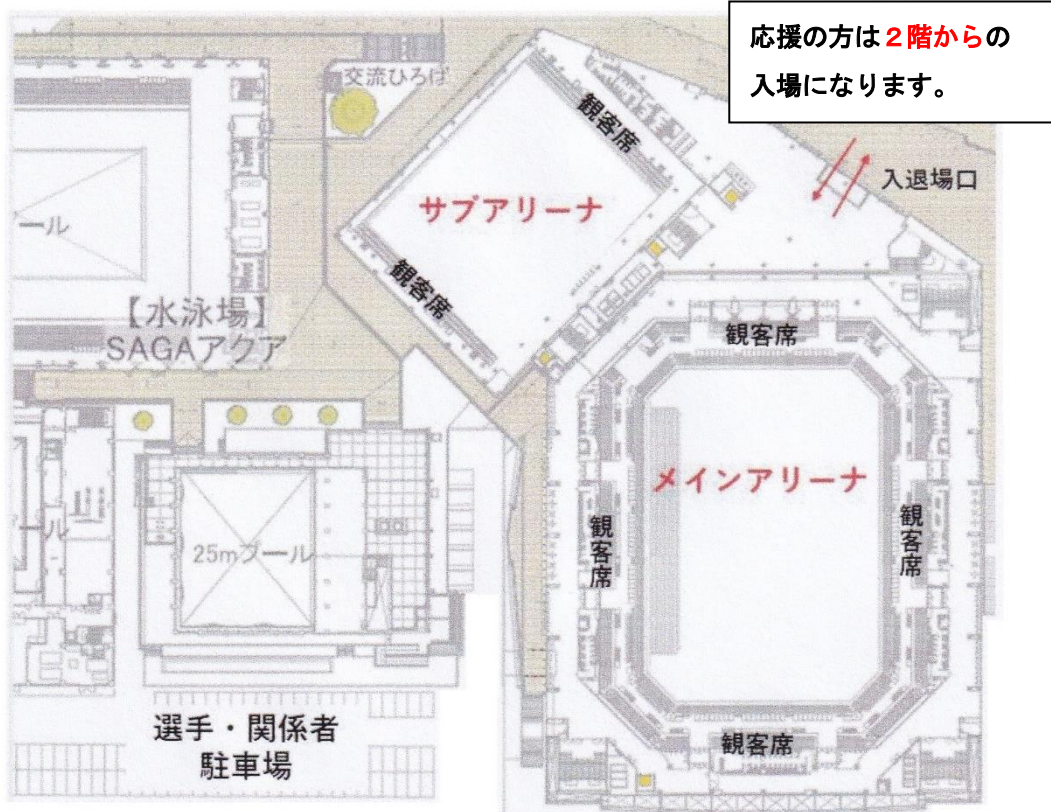 応援の方は２階からの
入場になります。
交流ひろば
観客席
入退場口
サブアリーナ
ール
観客席
【水泳場】
SAGAアクア
観客席
メインアリーナ
観客席
観客席
25mプール
ル
選手・関係者
駐車場
観客席